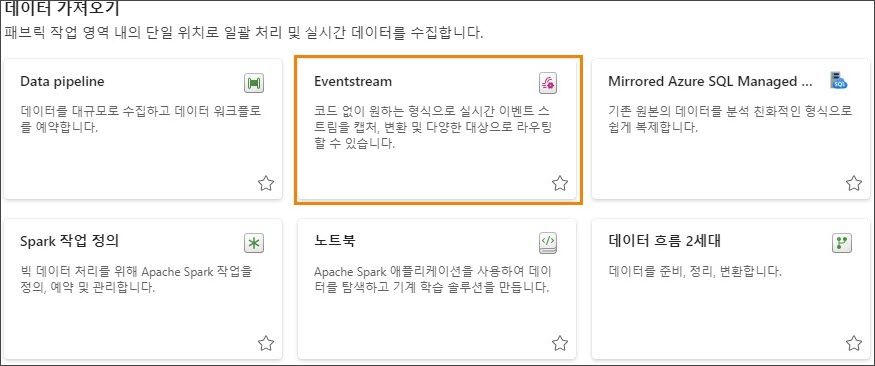 데이터 가져오기
패브릭 작업 영역 내의 단일 위치로 일괄 처리 및 실시간 데이터를 수집합니다.
Data pipeline
데이터를 대규모로 수집하고 데이터 워크플로
를 예약합니다.
Eventstream
코드 없이 원하는 형식으로 실시간 이벤트 스
트림을 캡처, 변환 및 다양한 대상으로 라우팅
할 수 있습니다.
Mirrored Azure SQL Managed ...
SQL
기존 원본의 데이터를 분석 친화적인 형식으로
쉽게 복제합니다.
Spark 작업 정의
빅 데이터 처리를 위해 Apache Spark 작업을
정의, 예약 및 관리합니다.
노트북
Apache Spark 애플리케이션을 사용하여 데이
터를 탐색하고 기계 학습 솔루션을 만듭니다.
데이터 흐름 2세대
데이터를 준비, 정리, 변환합니다.